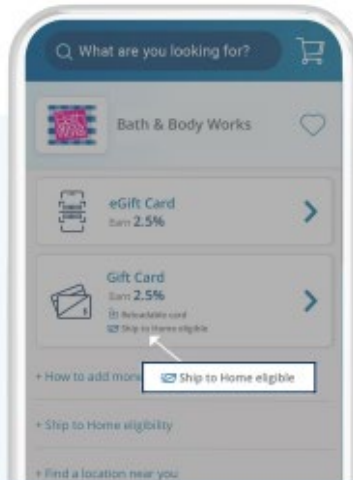 What are you looking for?
Bath & Body Works
eGift Card
Earn 2.5%
Gift Card
Earn 2.5%
Reloadable card
Ship to Home eligible
+ How to add mone
Ship to Home eligible
+ Ship to Home eligibility
+ Find a location near you